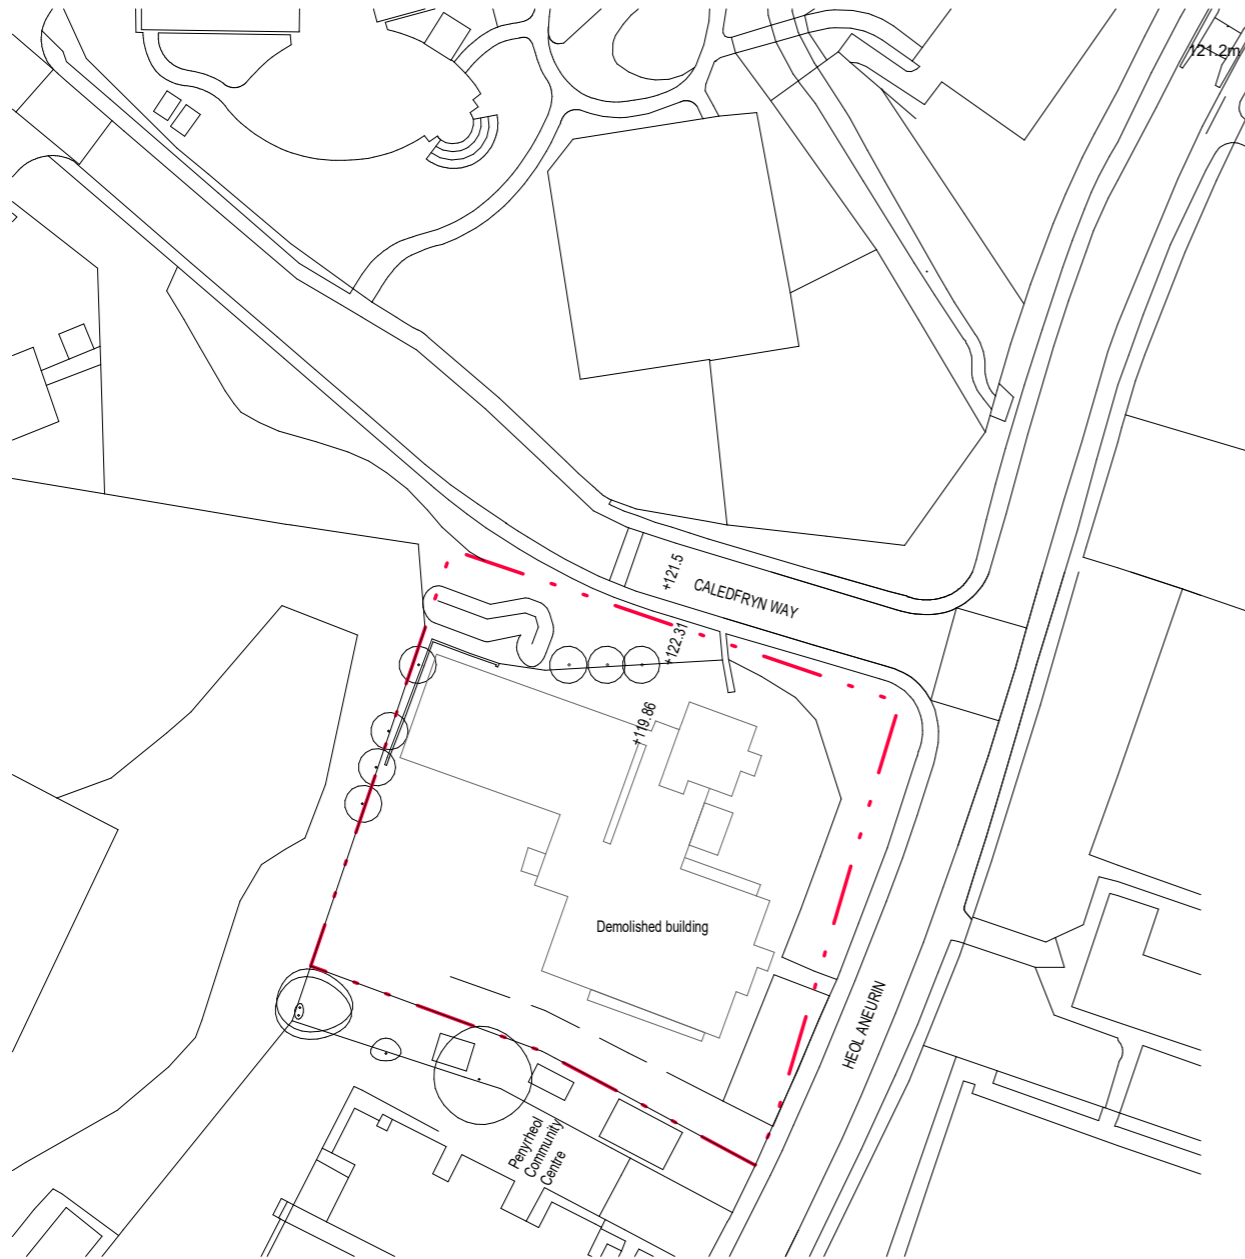 121.2m
+121.5
CALEDFRYN WAY
+122.31
+119.86
Demolished building
HEOL ANEURIN
Penyrheol
Community
Centre